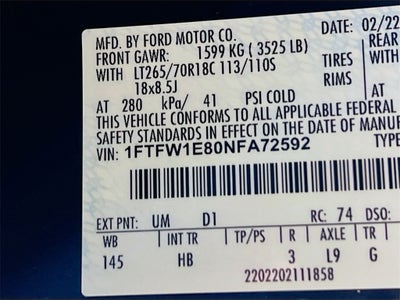 MFD. BY FORD MOTOR CO.
DATE: 02/22
FRONT GAWR: 1599 KG ( 3525 LB)
REAR
WITH LT265/70R18C 113/110S TIRES
WITH
18x8.5J RIMS
AT 280 kPa/ 41 PSI COLD
AT
THIS VEHICLE CONFORMS TO ALL APPLICABLE FEDERAL
SAFETY STANDARDS IN EFFECT ON THE DATE OF MANUF
VIN: 1FTFW1E80NFA72592
TYPE
EXT PNT: UM D1 RC: 74 DSO:
WB INT TR TP/PS R AXLE TR
145 HB 3 L9 G
2202202111858